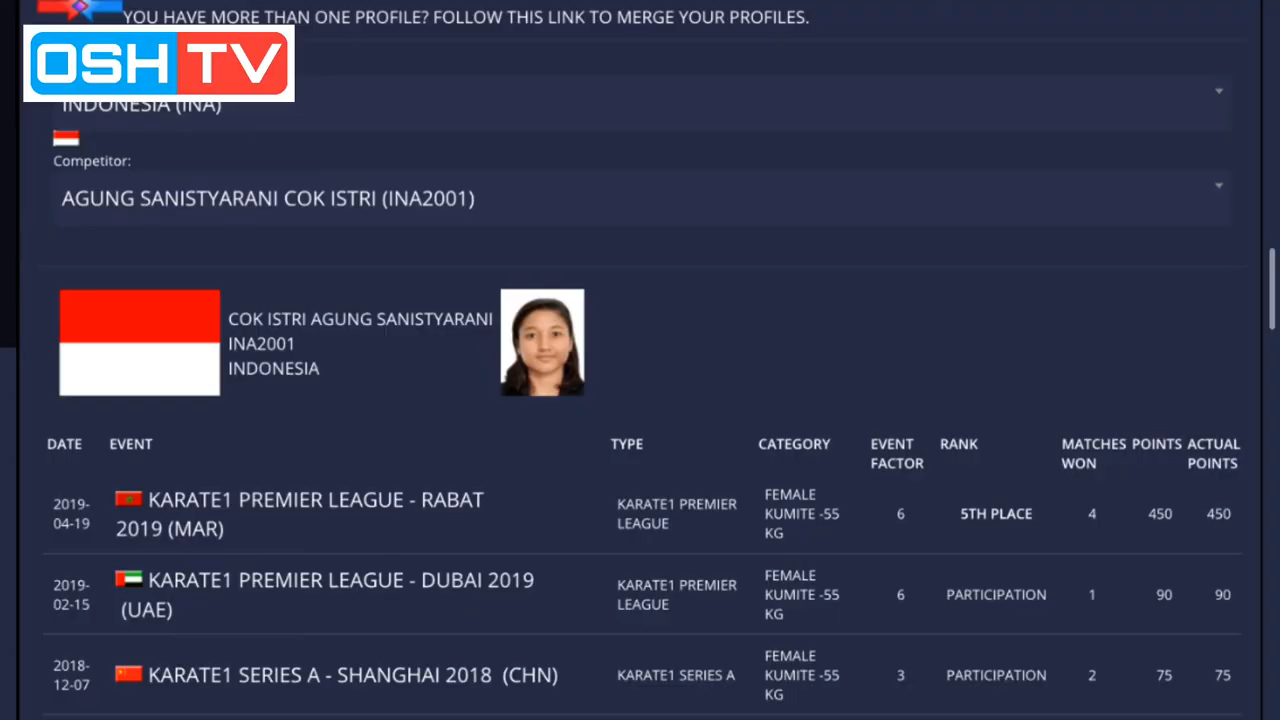 YOU HAVE MORE THAN ONE PROFILE? FOLLOW THIS LINK TO MERGE YOUR PROFILES.
OSH TV
INDONESIA (INA)
Competitor:
AGUNG SANISTYARANI COK ISTRI (INA2001)
COK ISTRI AGUNG SANISTYARANI
INA2001
INDONESIA
DATE EVENT TYPE CATEGORY EVENT FACTOR RANK MATCHES WON POINTS ACTUAL POINTS
2019-04-19 KARATE1 PREMIER LEAGUE - RABAT 2019 (MAR) KARATE1 PREMIER LEAGUE FEMALE KUMITE -55 KG 6 5TH PLACE 4 450 450
2019-02-15 KARATE1 PREMIER LEAGUE - DUBAI 2019 (UAE) KARATE1 PREMIER LEAGUE FEMALE KUMITE -55 KG 6 PARTICIPATION 1 90 90
2018-12-07 KARATE1 SERIES A - SHANGHAI 2018 (CHN) KARATE1 SERIES A FEMALE KUMITE -55 KG 3 PARTICIPATION 2 75 75